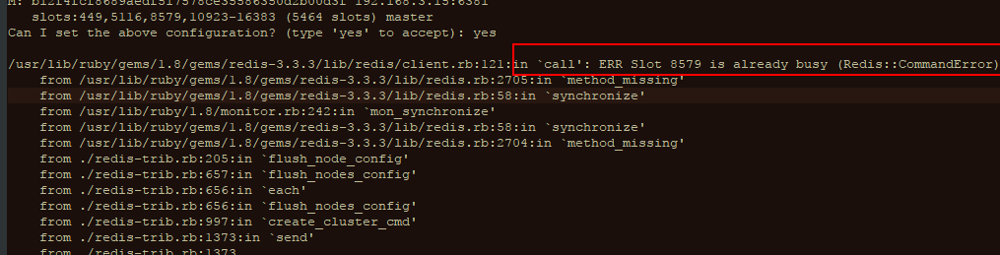 192.168.3.15:6381
slots:449,5116,8579,10923-16383 (5464 slots) master
Can I set the above configuration? (type 'yes' to accept): yes
/usr/lib/ruby/gems/1.8/gems/redis-3.3.3/lib/redis/client.rb:121:in `call': ERR Slot 8579 is already busy (Redis::CommandError)
from /usr/lib/ruby/gems/1.8/gems/redis-3.3.3/lib/redis.rb:2705:in `method_missing'
from /usr/lib/ruby/gems/1.8/gems/redis-3.3.3/lib/redis.rb:58:in `synchronize'
from /usr/lib/ruby/1.8/monitor.rb:242:in `mon_synchronize'
from /usr/lib/ruby/gems/1.8/gems/redis-3.3.3/lib/redis.rb:58:in `synchronize'
from /usr/lib/ruby/gems/1.8/gems/redis-3.3.3/lib/redis.rb:2704:in `method_missing'
from ./redis-trib.rb:205:in `flush_node_config'
from ./redis-trib.rb:657:in `flush_nodes_config'
from ./redis-trib.rb:656:in `each'
from ./redis-trib.rb:656:in `flush_nodes_config'
from ./redis-trib.rb:997:in `create_cluster_cmd'
from ./redis-trib.rb:1373:in `send'
from ./redis-trib.rb:1373